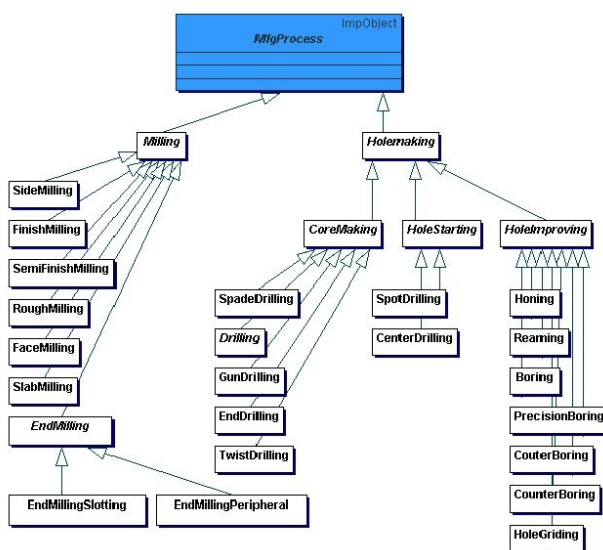 ImpObject
MfgProcess
Milling
Holemaking
SideMilling
FinishMilling
SemiFinishMilling
RoughMilling
FaceMilling
SlabMilling
EndMilling
EndMillingSlotting
EndMillingPeripheral
CoreMaking
HoleStarting
HoleImproving
SpadeDrilling
Drilling
GunDrilling
EndDrilling
TwistDrilling
SpotDrilling
CenterDrilling
Honing
Reaming
Boring
PrecisionBoring
CouterBoring
CounterBoring
HoleGriding